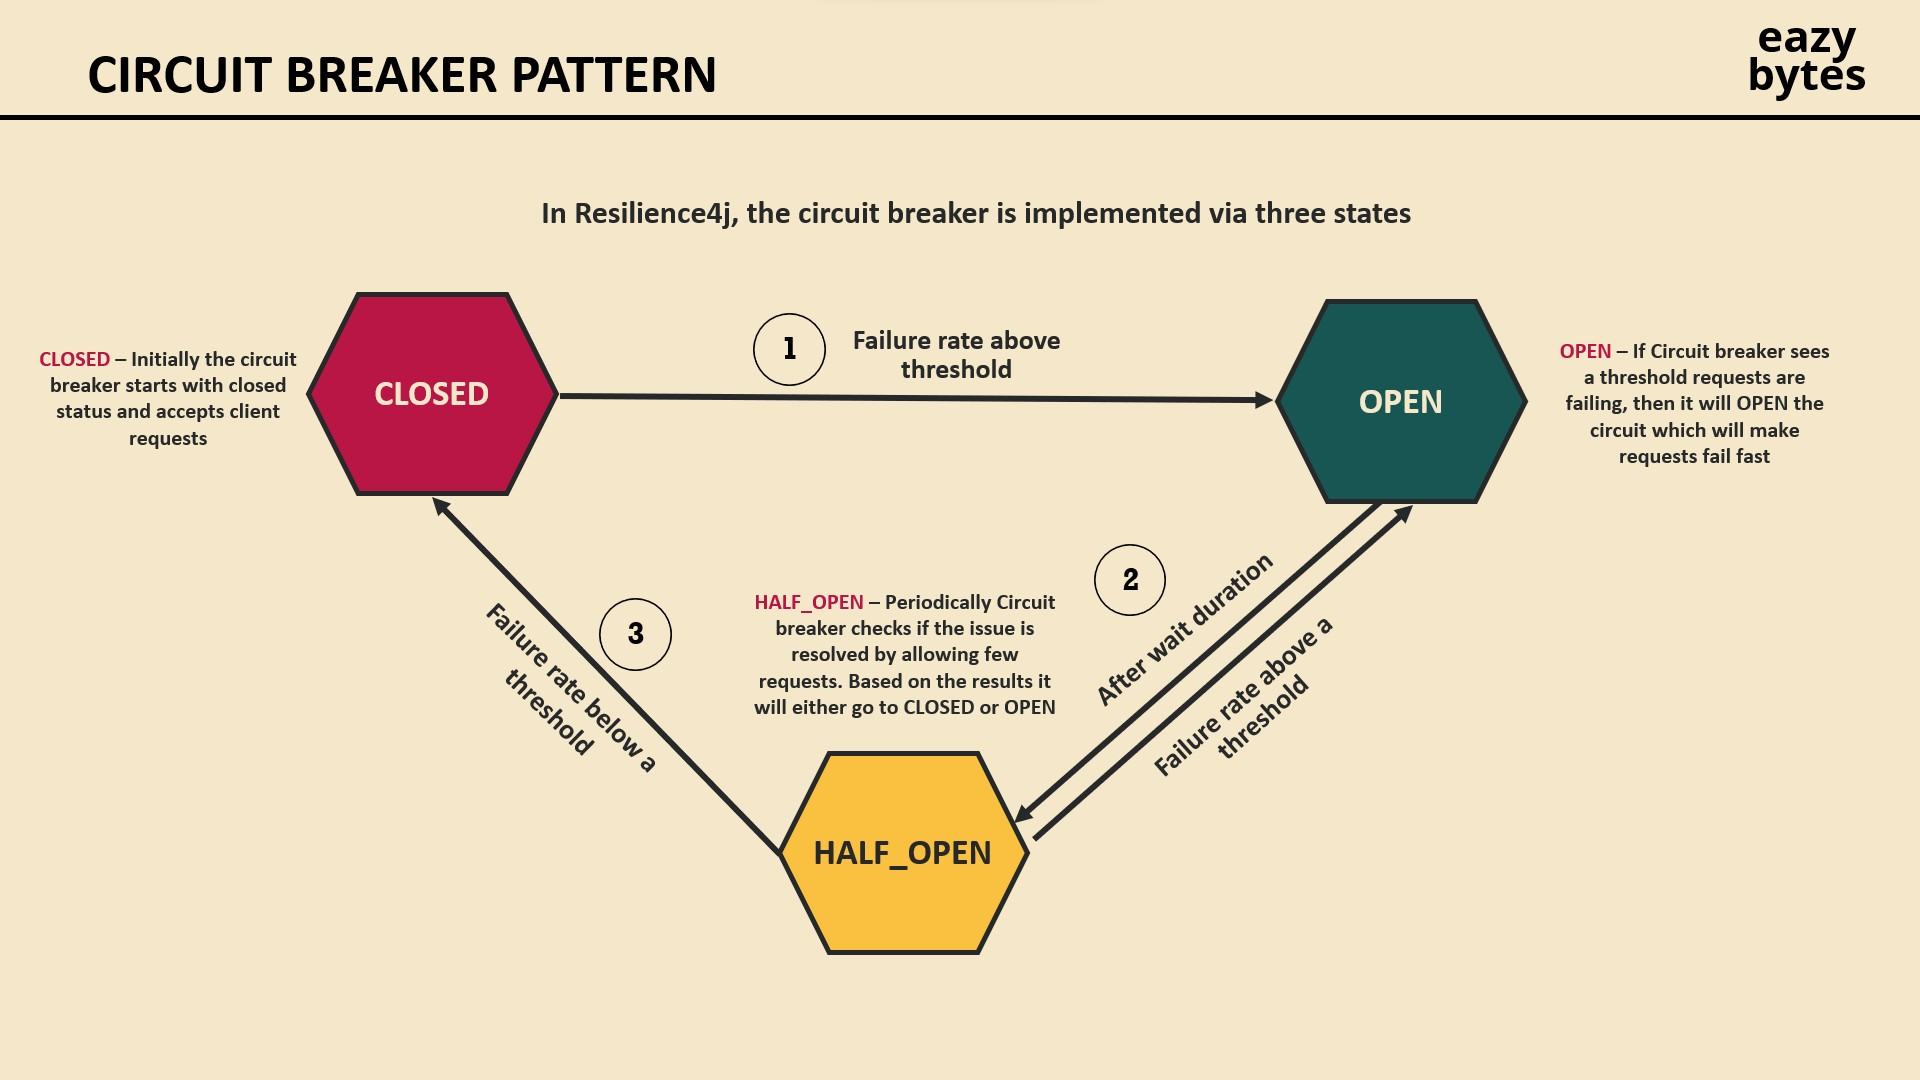 CIRCUIT BREAKER PATTERN
eazy
bytes
In Resilience4j, the circuit breaker is implemented via three states
CLOSED – Initially the circuit
breaker starts with closed
status and accepts client
requests
CLOSED
1
Failure rate above
threshold
OPEN
OPEN – If Circuit breaker sees
a threshold requests are
failing, then it will OPEN the
circuit which will make
requests fail fast
3
Failure rate below a
threshold
HALF_OPEN – Periodically Circuit
breaker checks if the issue is
resolved by allowing few
requests. Based on the results it
will either go to CLOSED or OPEN
2
After wait duration
Failure rate above a
threshold
HALF_OPEN